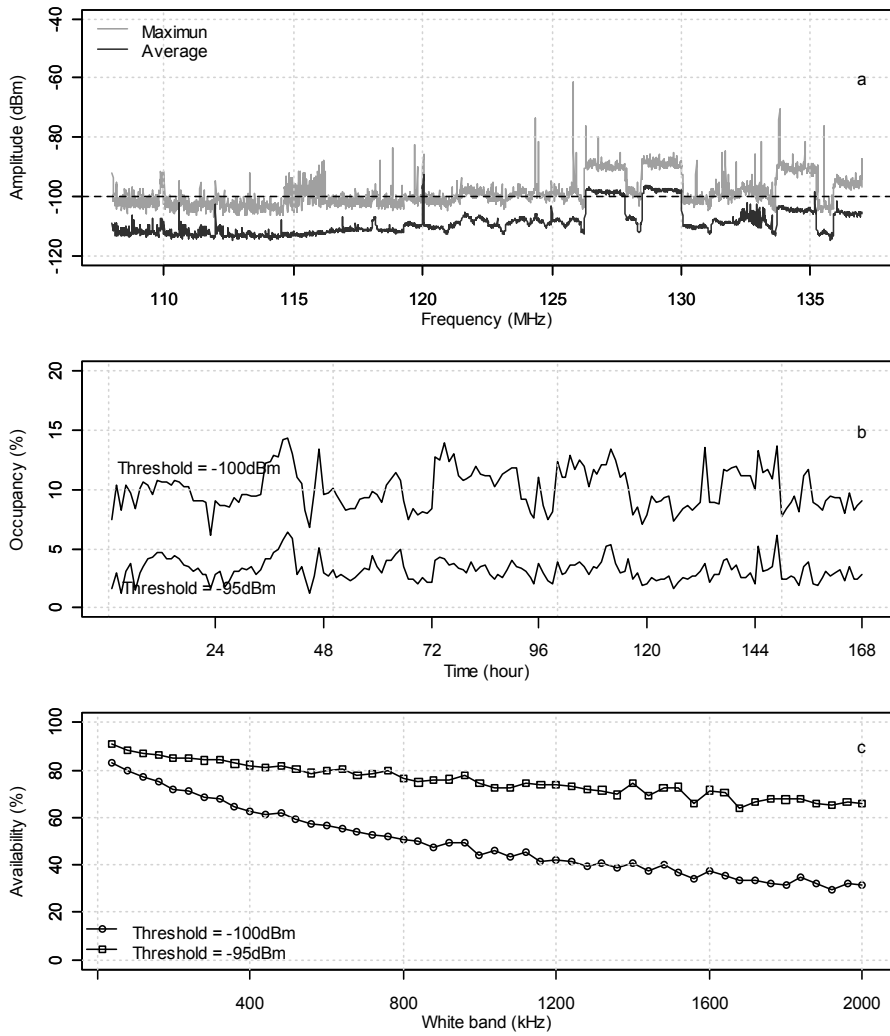 -40
-60
-80
-100
-120
Amplitude (dBm)
Maximun
Average
a
110 115 120 125 130 135
Frequency (MHz)
20
15
10
5
0
Occupancy (%)
b
Threshold = -100dBm
Threshold = -95dBm
24 48 72 96 120 144 168
Time (hour)
100
80
60
40
20
0
Availability (%)
c
Threshold = -100dBm
Threshold = -95dBm
400 800 1200 1600 2000
White band (kHz)